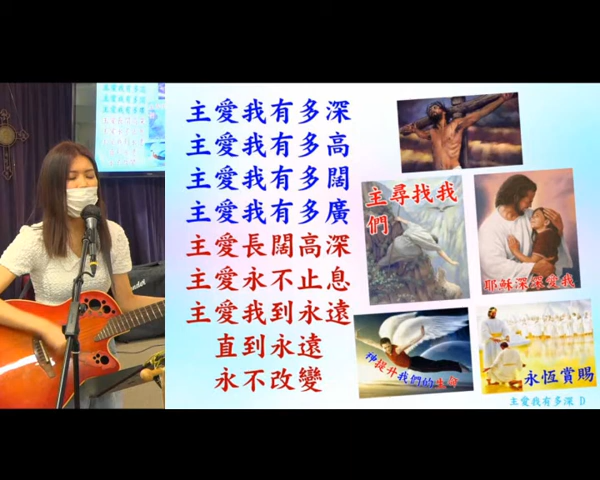 主愛我有多深
主愛我有多高
主愛我有多闊
主愛我有多廣
主愛長闊高深
主愛永不止息
主愛我到永遠
直到永遠
永不改變
主尋找我
們
耶穌深深愛我
神提升我們的生命
永恆賞賜
主愛我有多深 D